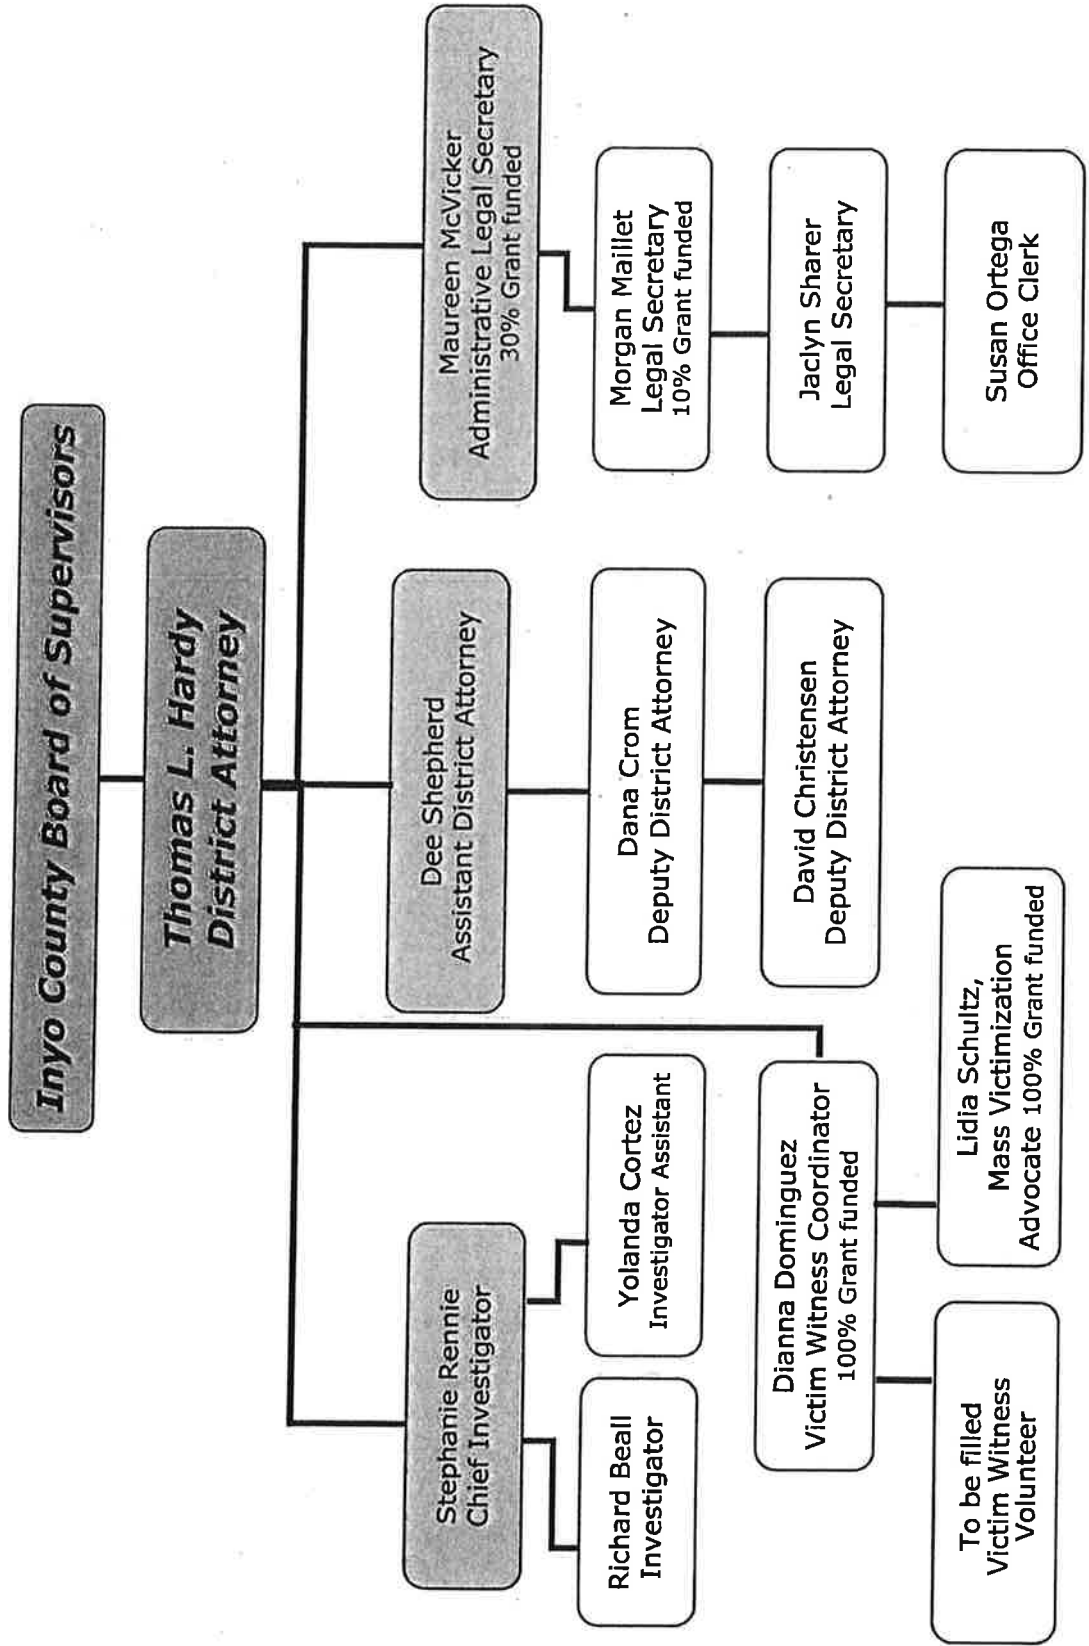 Inyo County Board of Supervisors
Thomas L. Hardy
District Attorney
Stephanie Rennie
Chief Investigator
Richard Beall
Investigator
Yolanda Cortez
Investigator Assistant
Dianna Dominguez
Victim Witness Coordinator
100% Grant funded
To be filled
Victim Witness
Volunteer
Lidia Schultz,
Mass Victimization
Advocate 100% Grant funded
Dee Shepherd
Assistant District Attorney
Dana Crom
Deputy District Attorney
David Christensen
Deputy District Attorney
Maureen McVicker
Administrative Legal Secretary
30% Grant funded
Morgan Maillet
Legal Secretary
10% Grant funded
Jaclyn Sharer
Legal Secretary
Susan Ortega
Office Clerk